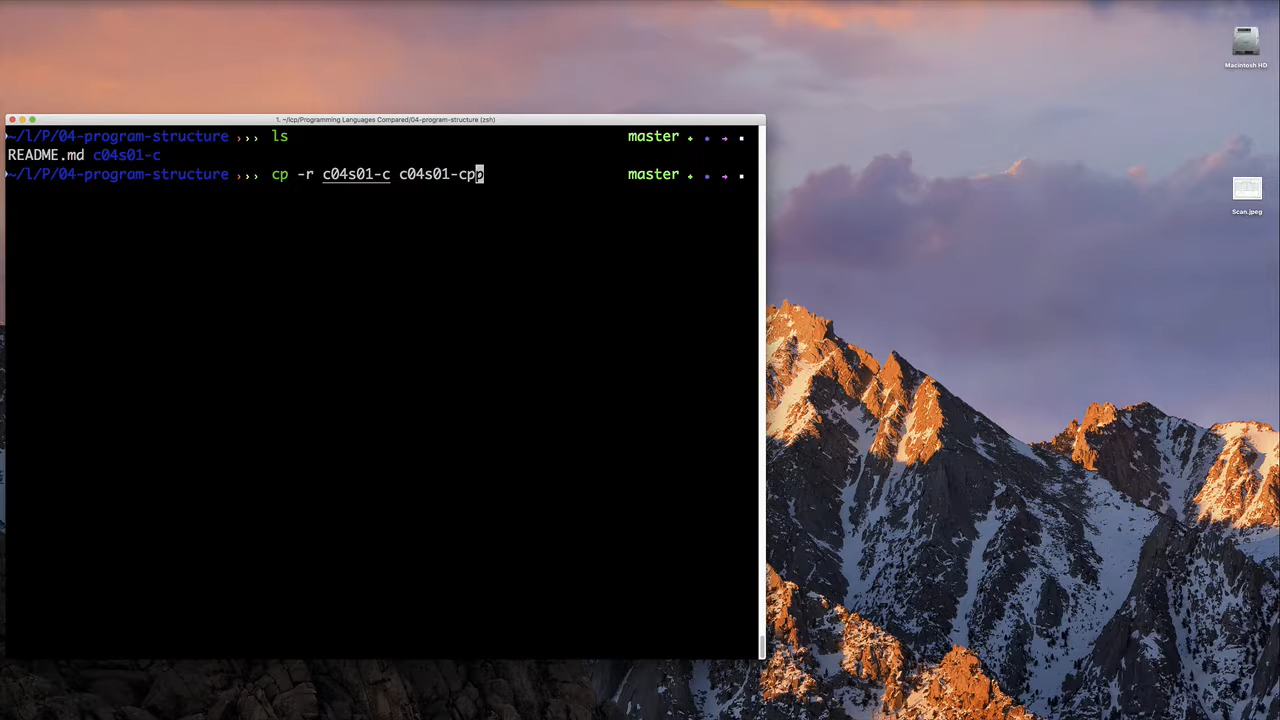 Macintosh HD
1. ~/lcp/Programming Languages Compared/04-program-structure (zsh)
~/l/P/04-program-structure ››› ls master
README.md c04s01-c
~/l/P/04-program-structure ››› cp -r c04s01-c c04s01-cpp master
Scan.jpeg